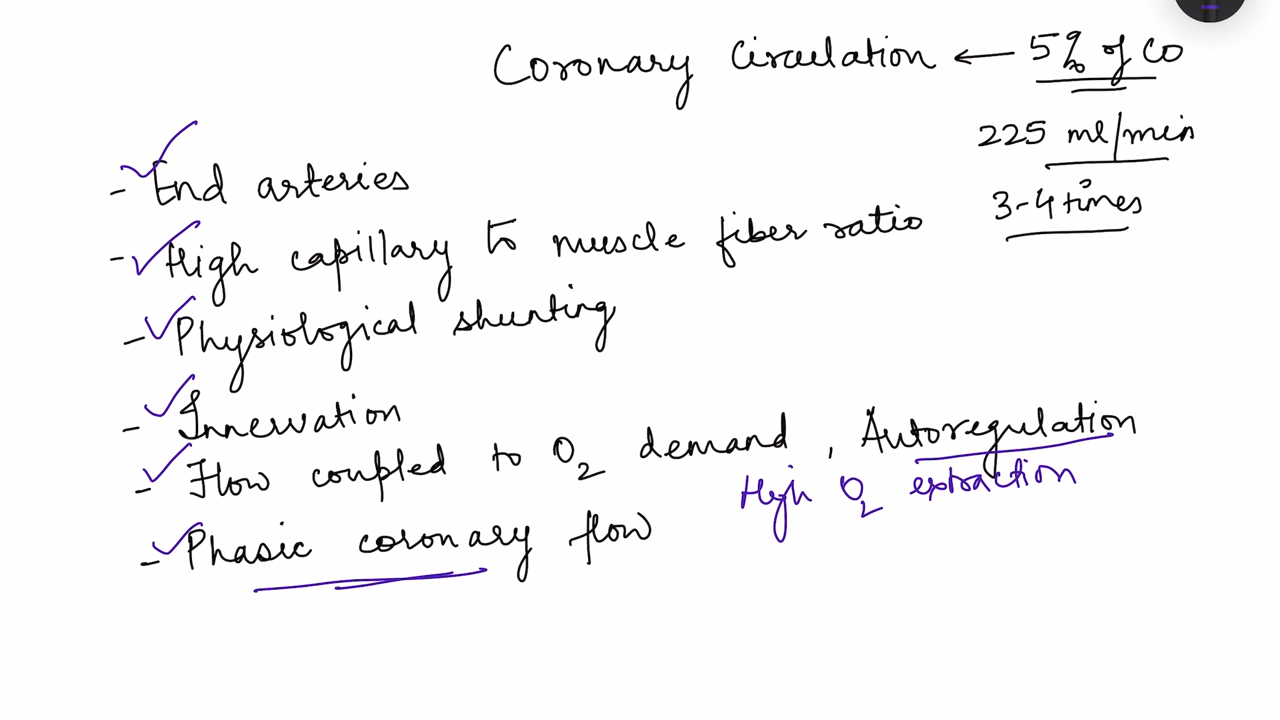 Coronary Circulation ← 5% of CO
225 ml/min
3-4 times
- End arteries
- High capillary to muscle fiber ratio
- Physiological shunting
- Innervation
- Flow coupled to O₂ demand, Autoregulation
High O₂ extraction
- Phasic coronary flow